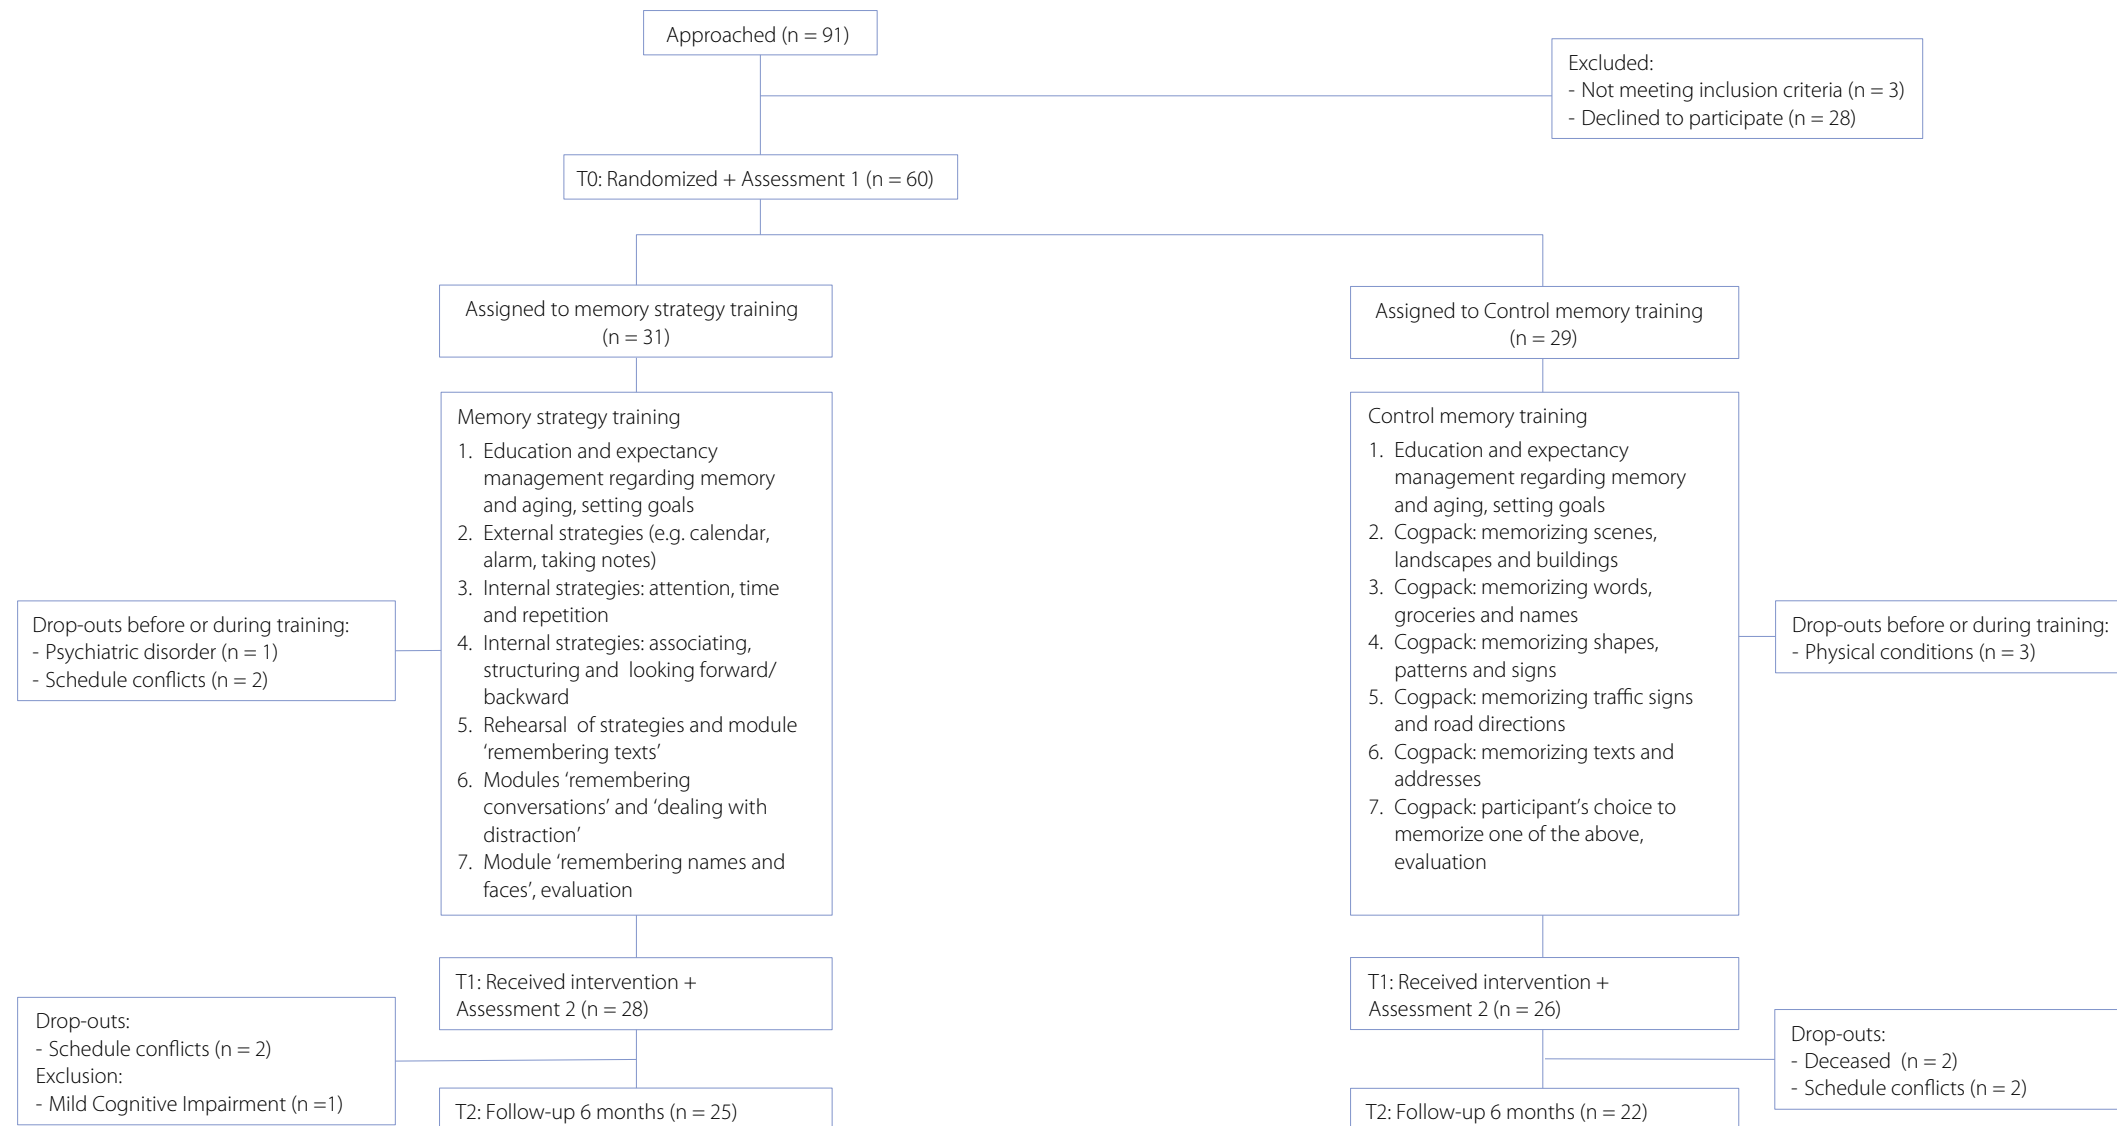 Approached (n = 91)
Excluded:
- Not meeting inclusion criteria (n = 3)
- Declined to participate (n = 28)
T0: Randomized + Assessment 1 (n = 60)
Assigned to memory strategy training
(n = 31)
Assigned to Control memory training
(n = 29)
Memory strategy training
1. Education and expectancy
management regarding memory
and aging, setting goals
2. External strategies (e.g. calendar,
alarm, taking notes)
3. Internal strategies: attention, time
and repetition
4. Internal strategies: associating,
structuring and looking forward/
backward
5. Rehearsal of strategies and module
‘remembering texts’
6. Modules ‘remembering
conversations’ and ‘dealing with
distraction’
7. Module ‘remembering names and
faces’, evaluation
Control memory training
1. Education and expectancy
management regarding memory
and aging, setting goals
2. Cogpack: memorizing scenes,
landscapes and buildings
3. Cogpack: memorizing words,
groceries and names
4. Cogpack: memorizing shapes,
patterns and signs
5. Cogpack: memorizing traffic signs
and road directions
6. Cogpack: memorizing texts and
addresses
7. Cogpack: participant’s choice to
memorize one of the above,
evaluation
Drop-outs before or during training:
- Psychiatric disorder (n = 1)
- Schedule conflicts (n = 2)
Drop-outs before or during training:
- Physical conditions (n = 3)
T1: Received intervention +
Assessment 2 (n = 28)
T1: Received intervention +
Assessment 2 (n = 26)
Drop-outs:
- Schedule conflicts (n = 2)
Exclusion:
- Mild Cognitive Impairment (n =1)
Drop-outs:
- Deceased (n = 2)
- Schedule conflicts (n = 2)
T2: Follow-up 6 months (n = 25)
T2: Follow-up 6 months (n = 22)